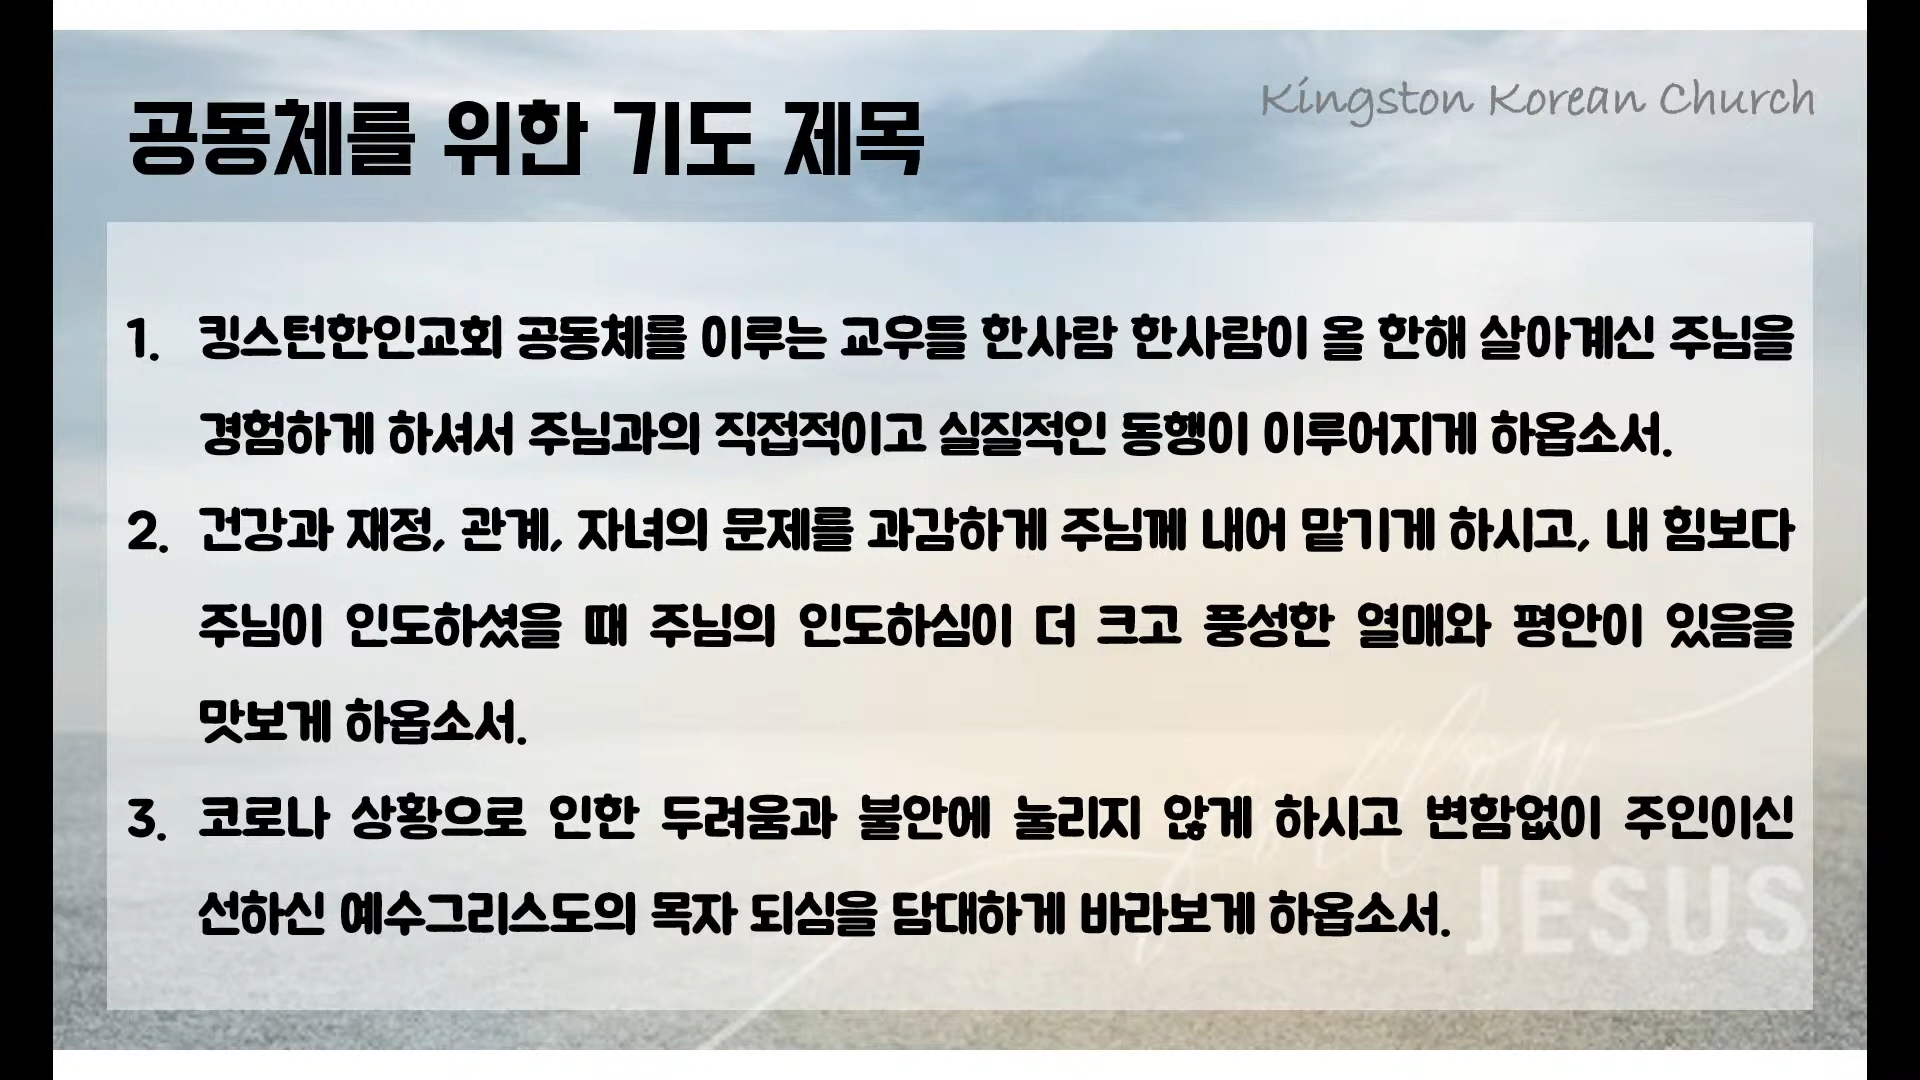 Kingston Korean Church
공동체를 위한 기도 제목
1. 킹스턴한인교회 공동체를 이루는 교우들 한사람 한사람이 올 한해 살아계신 주님을
경험하게 하셔서 주님과의 직접적이고 실질적인 동행이 이루어지게 하옵소서.
2. 건강과 재정, 관계, 자녀의 문제를 과감하게 주님께 내어 맡기게 하시고, 내 힘보다
주님이 인도하셨을 때 주님의 인도하심이 더 크고 풍성한 열매와 평안이 있음을
맛보게 하옵소서.
3. 코로나 상황으로 인한 두려움과 불안에 눌리지 않게 하시고 변함없이 주인이신
선하신 예수그리스도의 목자 되심을 담대하게 바라보게 하옵소서.
follow
JESUS